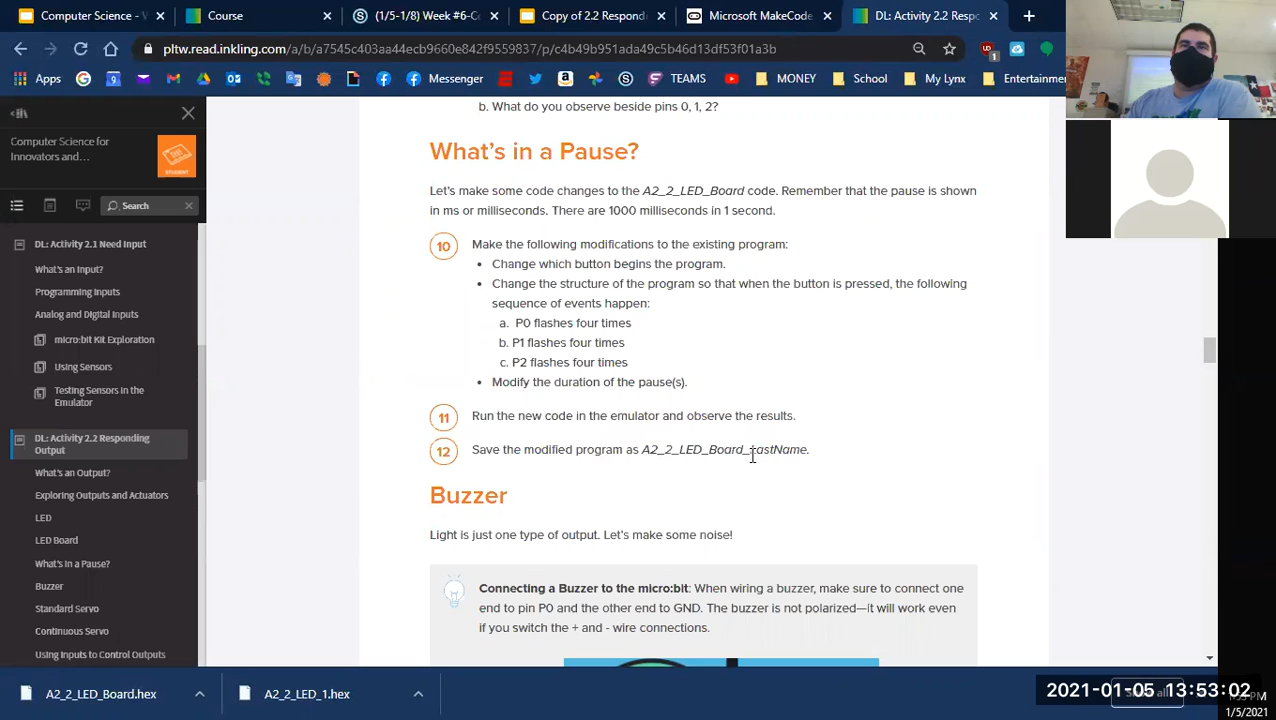 Course
(1/5-1/8) - Week
Copy of 2.2 Respond
Microsoft MakeCode
DL: Activity 2.2 Resp
pltw.read.inkling.com/a/b/a7545c403aa44ecb9660e842f9559837/p/c4b49b951ada49c5b46d13df53f01a3b
Apps
Messenger
TEAMS
MONEY
School
My Lynx
Entertainm
Computer Science for
Innovators and…
STUDENT
Search
DL: Activity 2.1 Need Input
What's an Input?
Programming Inputs
Analog and Digital Inputs
micro:bit Kit Exploration
Using Sensors
Testing Sensors in the
Emulator
DL: Activity 2.2 Responding
Output
What's an Output?
Exploring Outputs and Actuators
LED
LED Board
What's in a Pause?
Buzzer
Standard Servo
Continuous Servo
Using Inputs to Control Outputs
b. What do you observe beside pins 0, 1, 2?
What's in a Pause?
Let's make some code changes to the A2_2_LED_Board code. Remember that the pause is shown
in ms or milliseconds. There are 1000 milliseconds in 1 second.
10 Make the following modifications to the existing program:
• Change which button begins the program.
• Change the structure of the program so that when the button is pressed, the following
sequence of events happen:
a. P0 flashes four times
b. P1 flashes four times
c. P2 flashes four times
• Modify the duration of the pause(s).
11 Run the new code in the emulator and observe the results.
12 Save the modified program as A2_2_LED_Board_LastName.
Buzzer
Light is just one type of output. Let's make some noise!
Connecting a Buzzer to the micro:bit: When wiring a buzzer, make sure to connect one
end to pin P0 and the other end to GND. The buzzer is not polarized—it will work even
if you switch the + and - wire connections.
A2_2_LED_Board.hex
A2_2_LED_1.hex
2021-01-05 13:53:02
1/5/2021